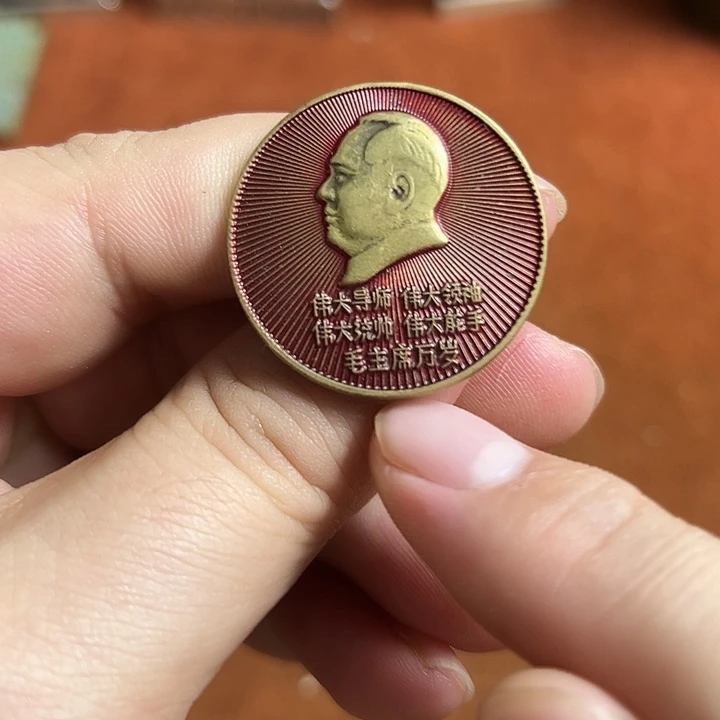 伟大导师 伟大领袖
伟大统帅 伟大舵手
毛主席万岁